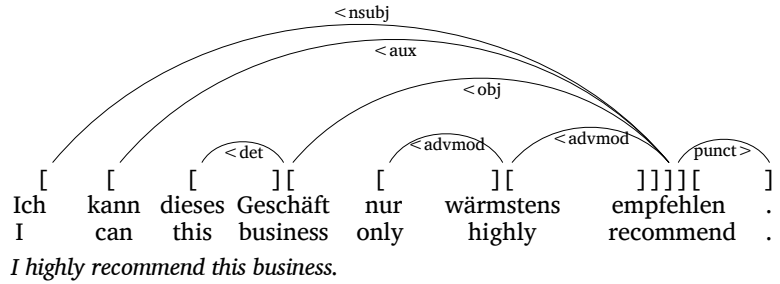 <nsubj
<aux
<obj
<det <advmod <advmod punct>
[ [ [ ][ [ ][ ]]]][ ]
Ich kann dieses Geschäft nur wärmstens empfehlen .
I can this business only highly recommend .
I highly recommend this business.